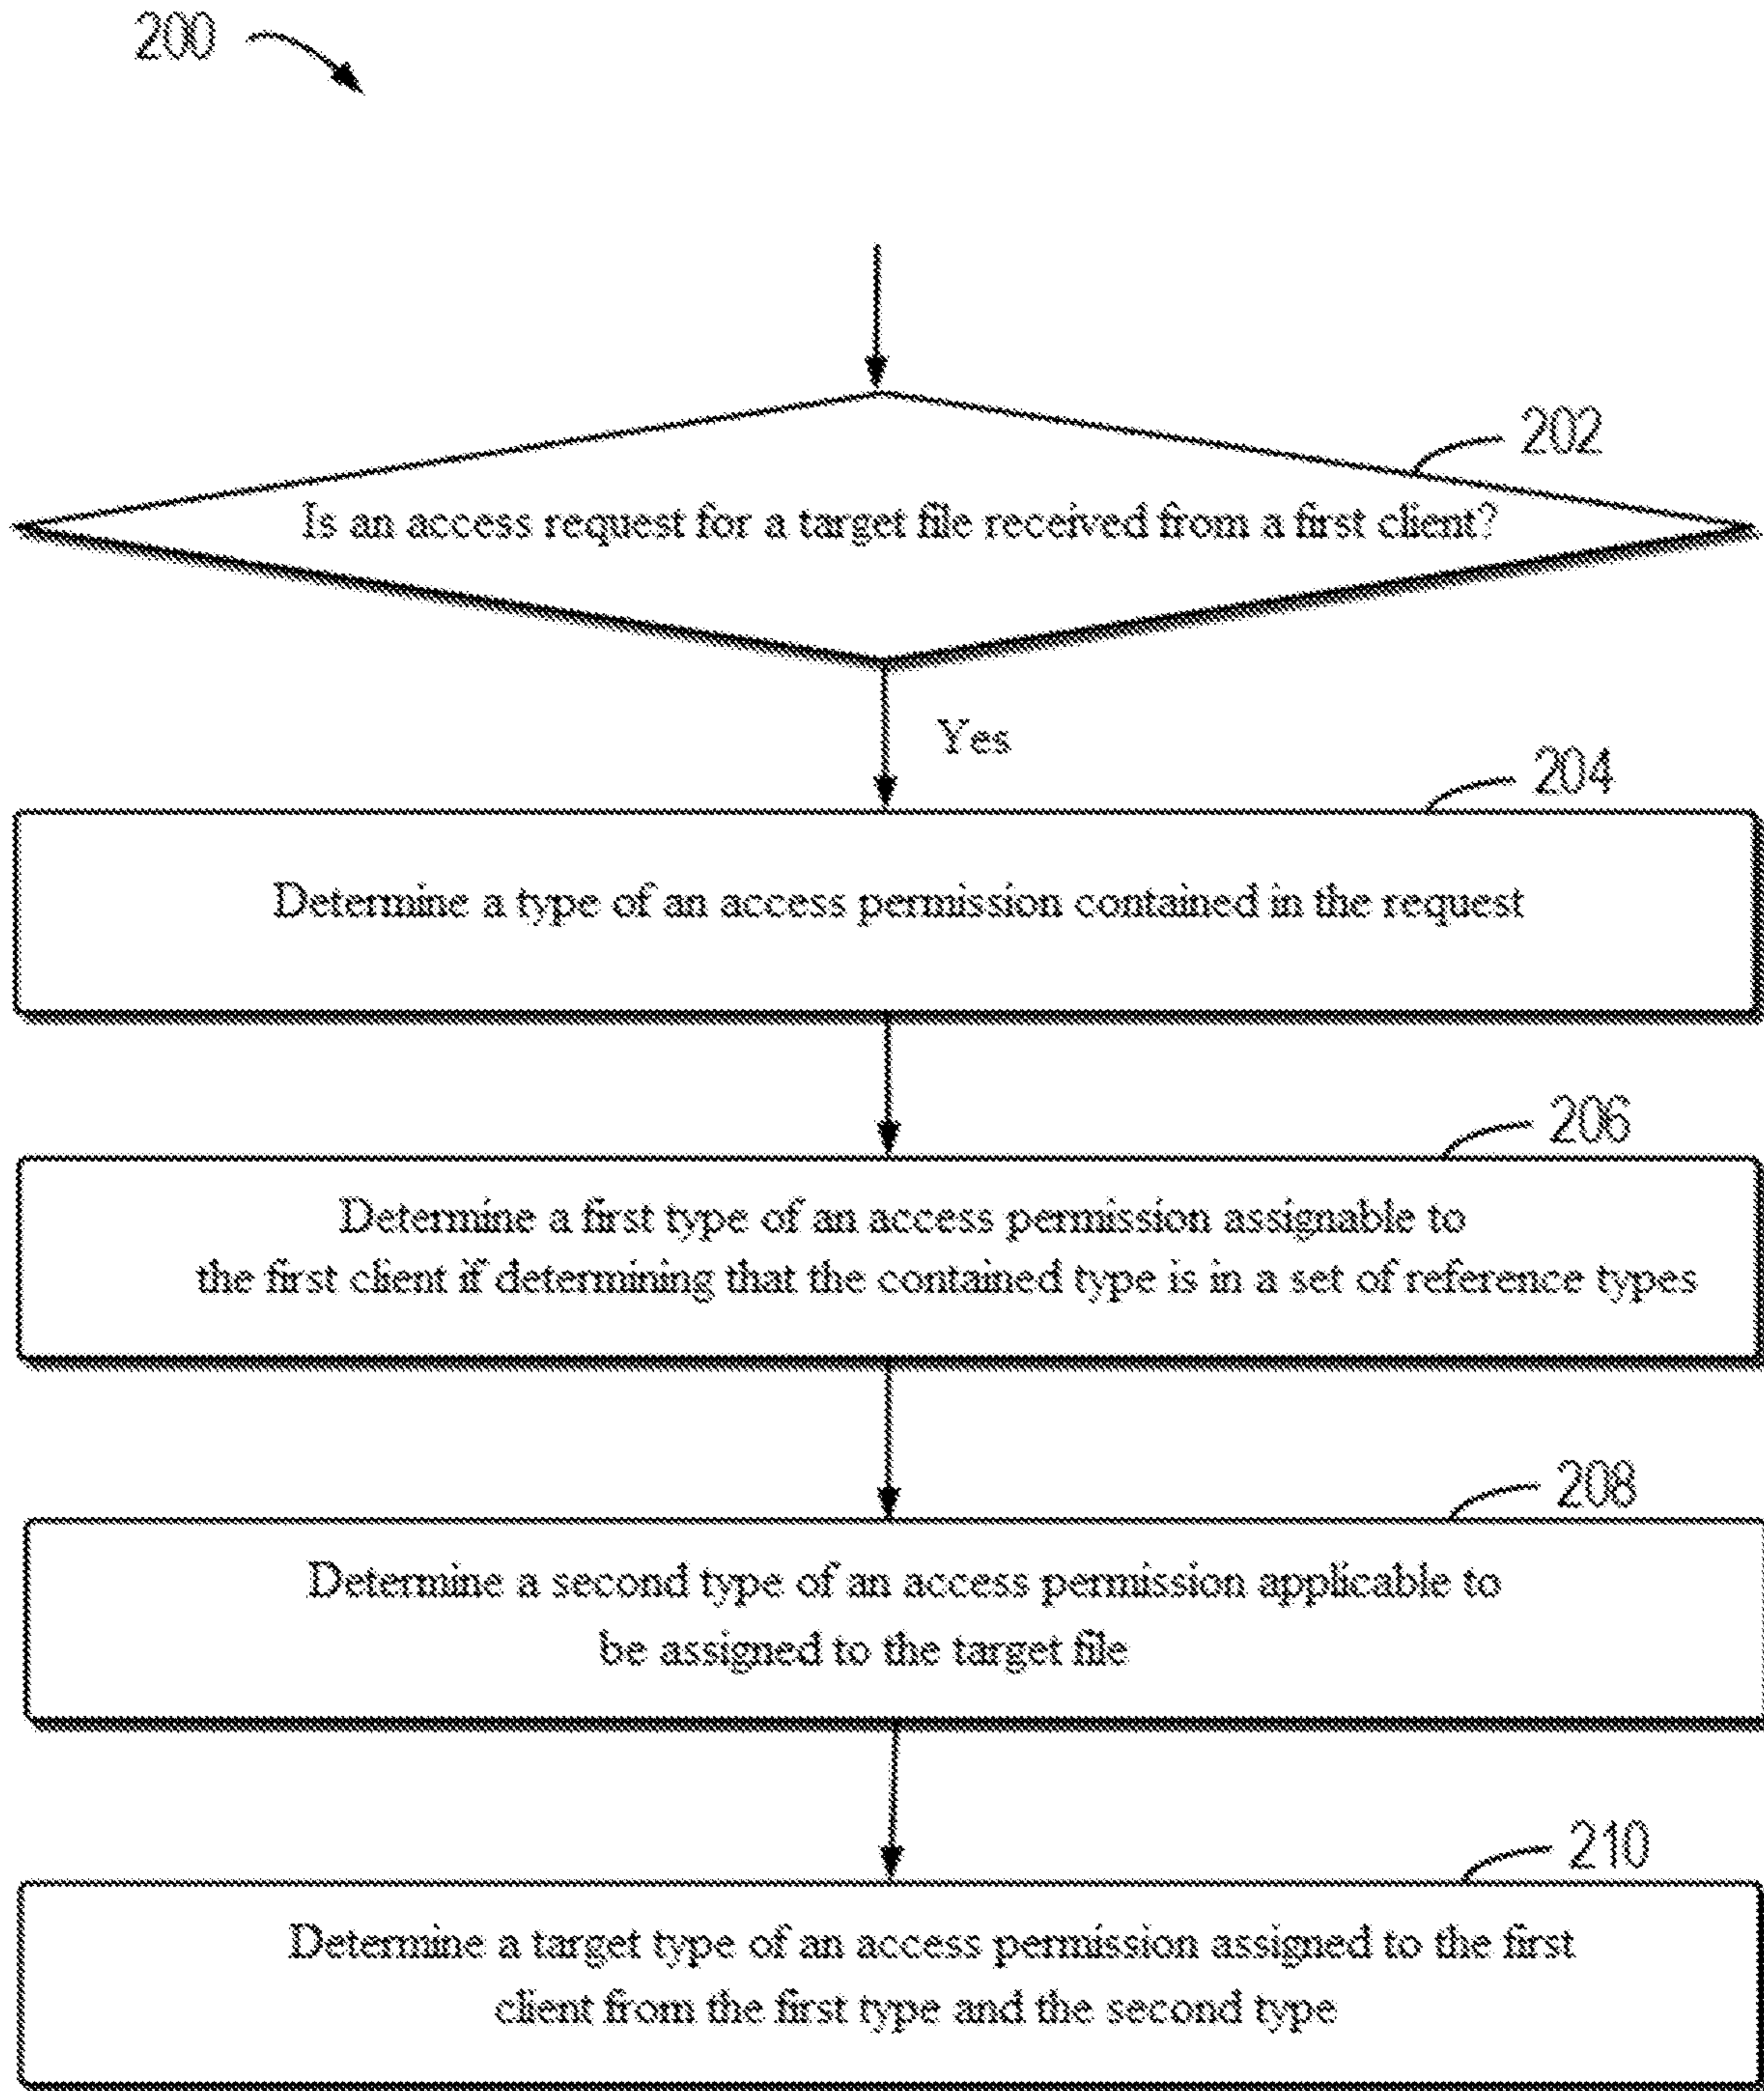 200
202
Is an access request for a target file received from a first client?
Yes
204
Determine a type of an access permission contained in the request
206
Determine a first type of an access permission assignable to
the first client if determining that the contained type is in a set of reference types
208
Determine a second type of an access permission applicable to
be assigned to the target file
210
Determine a target type of an access permission assigned to the first
client from the first type and the second type